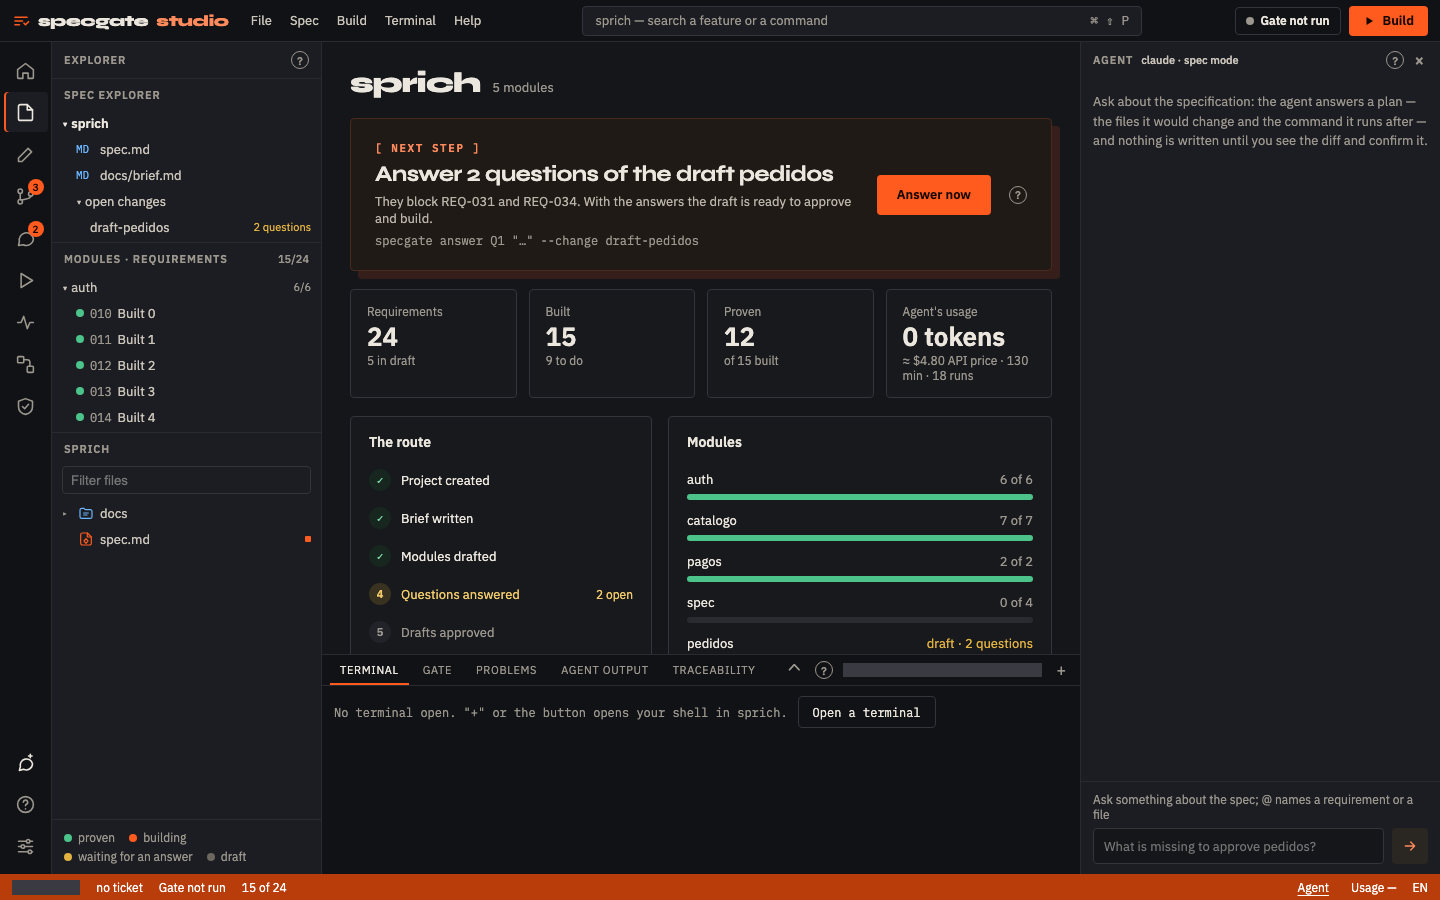 specgate studio
File Spec Build Terminal Help
sprich — search a feature or a command ⌘ ⇧ P
Gate not run
Build
EXPLORER ?
SPEC EXPLORER
sprich
MD spec.md
MD docs/brief.md
open changes
draft-pedidos 2 questions
3
2
MODULES · REQUIREMENTS 15/24
auth 6/6
010 Built 0
011 Built 1
012 Built 2
013 Built 3
014 Built 4
SPRICH
Filter files
docs
spec.md
proven building
waiting for an answer draft
sprich 5 modules
[ NEXT STEP ]
Answer 2 questions of the draft pedidos
They block REQ-031 and REQ-034. With the answers the draft is ready to approve
and build.
specgate answer Q1 "…" --change draft-pedidos
Answer now ?
Requirements
24
5 in draft
Built
15
9 to do
Proven
12
of 15 built
Agent's usage
0 tokens
≈ $4.80 API price · 130
min · 18 runs
The route
✓ Project created
✓ Brief written
✓ Modules drafted
4 Questions answered 2 open
5 Drafts approved
Modules
auth 6 of 6
catalogo 7 of 7
pagos 2 of 2
spec 0 of 4
pedidos draft · 2 questions
TERMINAL GATE PROBLEMS AGENT OUTPUT TRACEABILITY ? +
No terminal open. "+" or the button opens your shell in sprich. Open a terminal
AGENT claude · spec mode ? ×
Ask about the specification: the agent answers a plan —
the files it would change and the command it runs after —
and nothing is written until you see the diff and confirm it.
Ask something about the spec; @ names a requirement or a
file
What is missing to approve pedidos? →
no ticket Gate not run 15 of 24
Agent Usage — EN